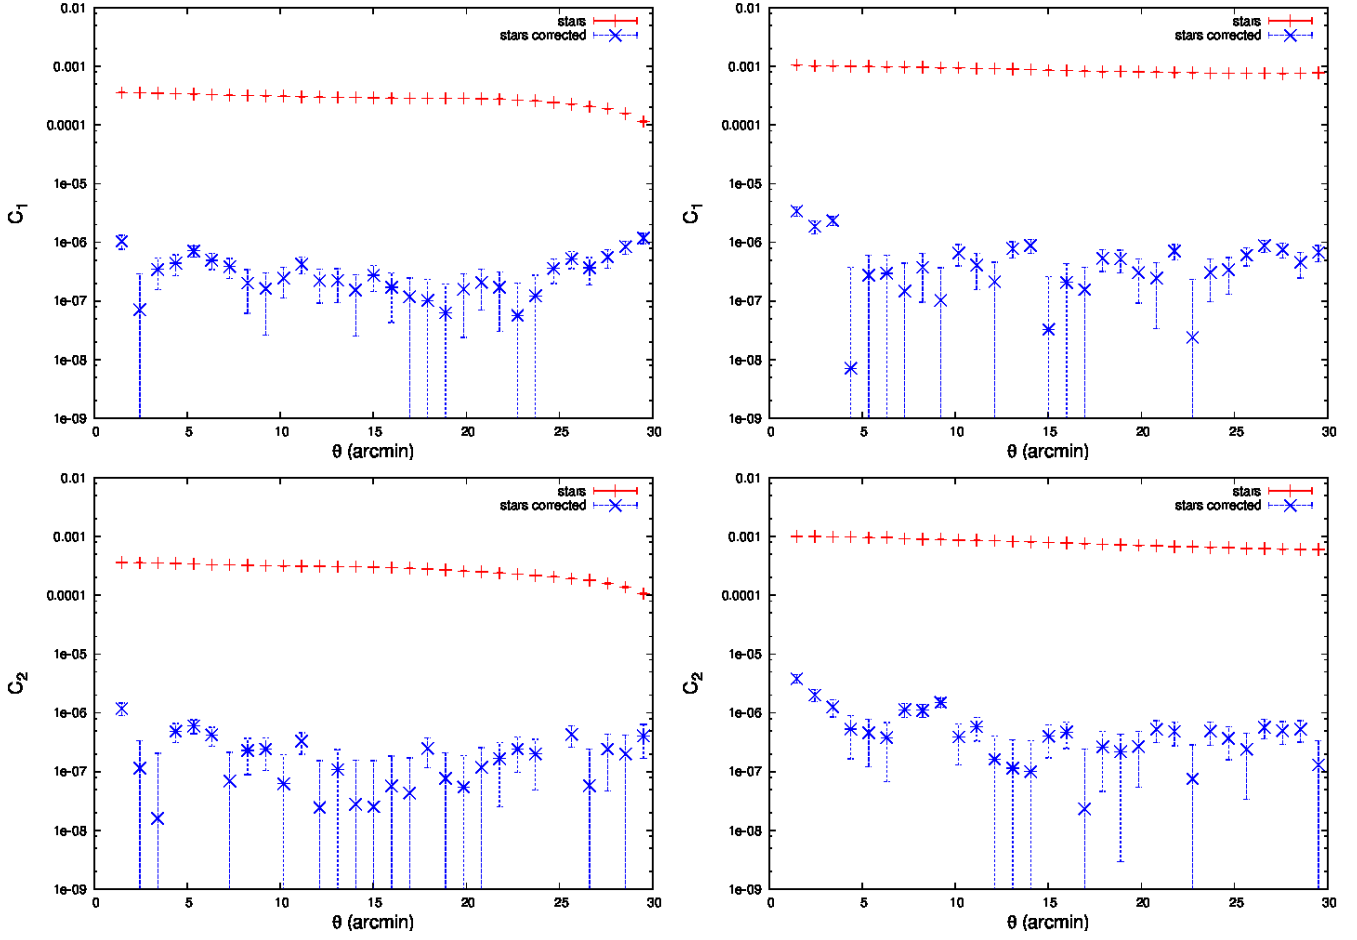 0.01
0.001
0.0001
1e-05
1e-06
1e-07
1e-08
1e-09
C1
stars
stars corrected
0 5 10 15 20 25 30
θ (arcmin)
0.01
0.001
0.0001
1e-05
1e-06
1e-07
1e-08
1e-09
C1
stars
stars corrected
0 5 10 15 20 25 30
θ (arcmin)
0.01
0.001
0.0001
1e-05
1e-06
1e-07
1e-08
1e-09
C2
stars
stars corrected
0 5 10 15 20 25 30
θ (arcmin)
0.01
0.001
0.0001
1e-05
1e-06
1e-07
1e-08
1e-09
C2
stars
stars corrected
0 5 10 15 20 25 30
θ (arcmin)